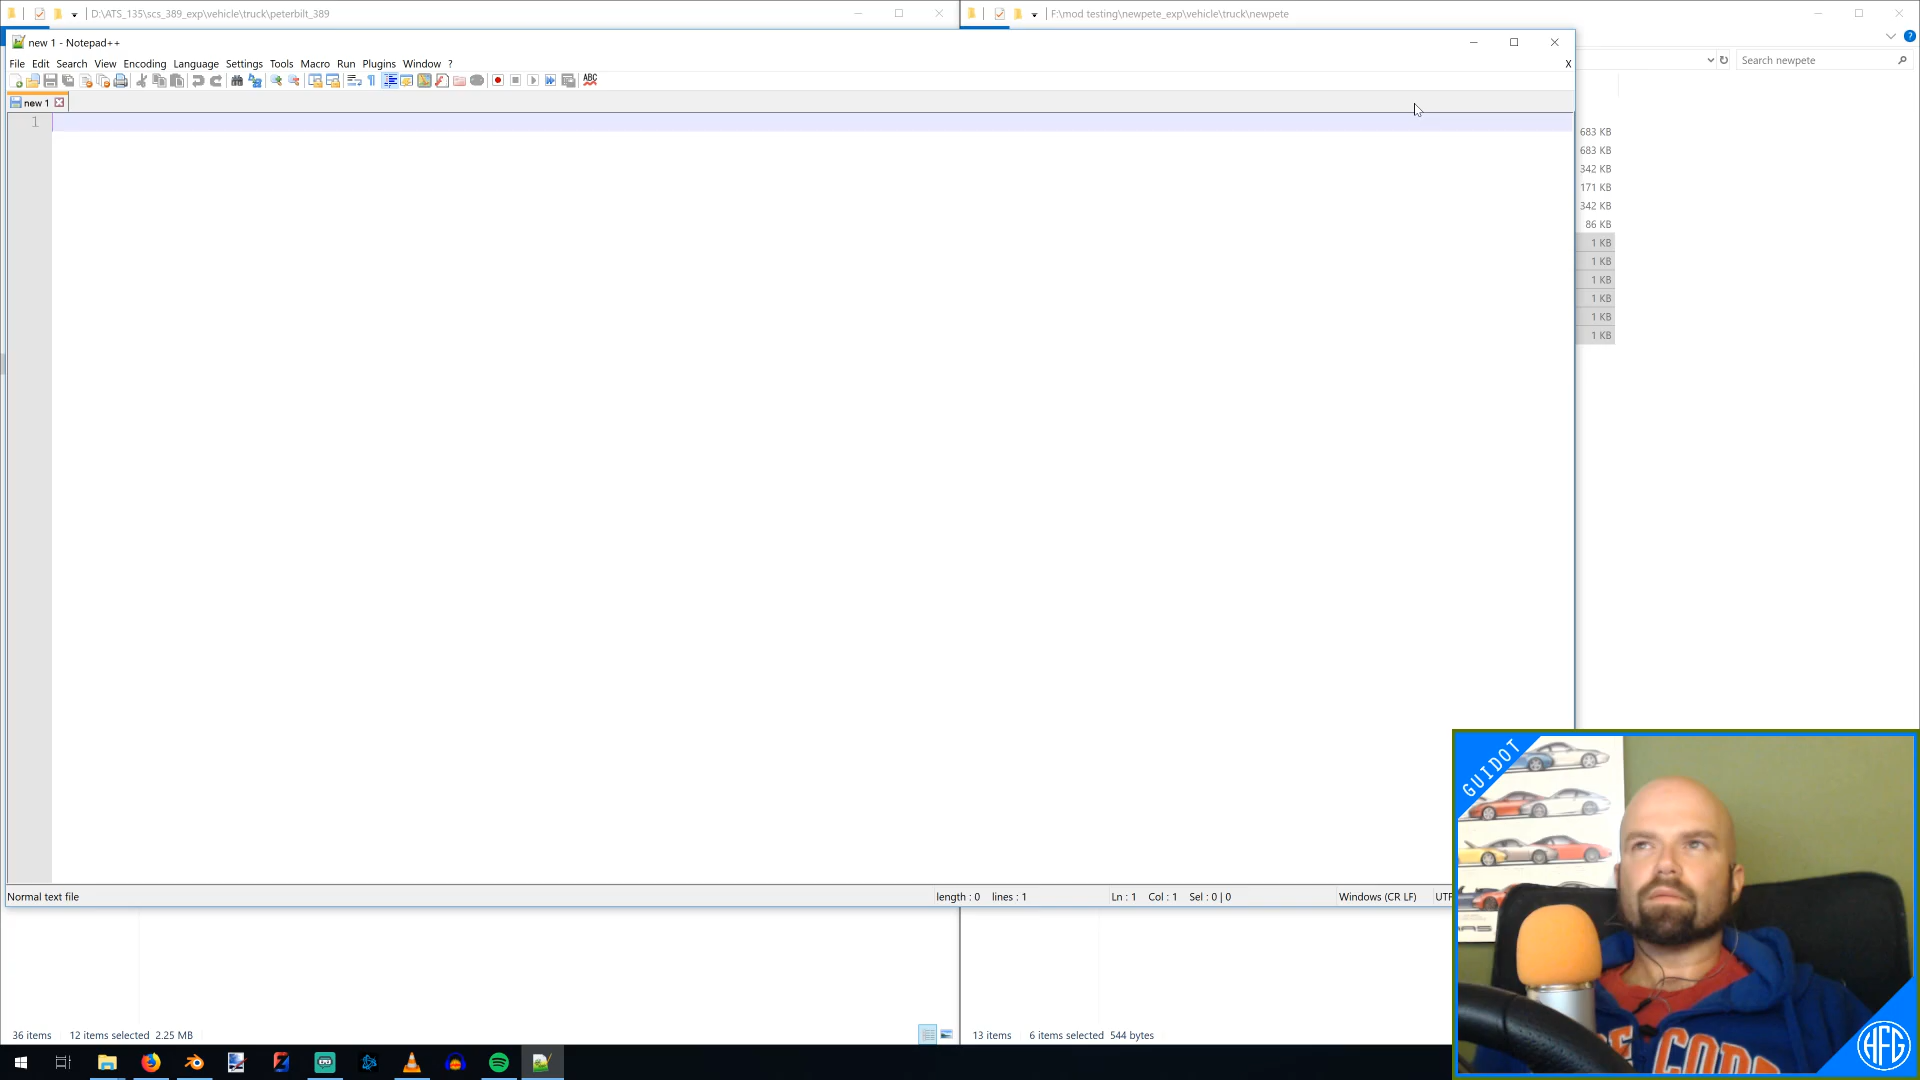 D:\ATS_135\scs_389_exp\vehicle\truck\peterbilt_389
F:\mod testing\newpete_exp\vehicle\truck\newpete
new 1 - Notepad++
File Edit Search View Encoding Language Settings Tools Macro Run Plugins Window ?
X
Search newpete
ABC
new 1
1
683 KB
683 KB
342 KB
171 KB
342 KB
86 KB
1 KB
1 KB
1 KB
1 KB
1 KB
1 KB
Normal text file
length : 0 lines : 1
Ln : 1 Col : 1 Sel : 0 | 0
Windows (CR LF)
UTF
GUIDOT
36 items 12 items selected 2.25 MB
13 items 6 items selected 544 bytes
HFG